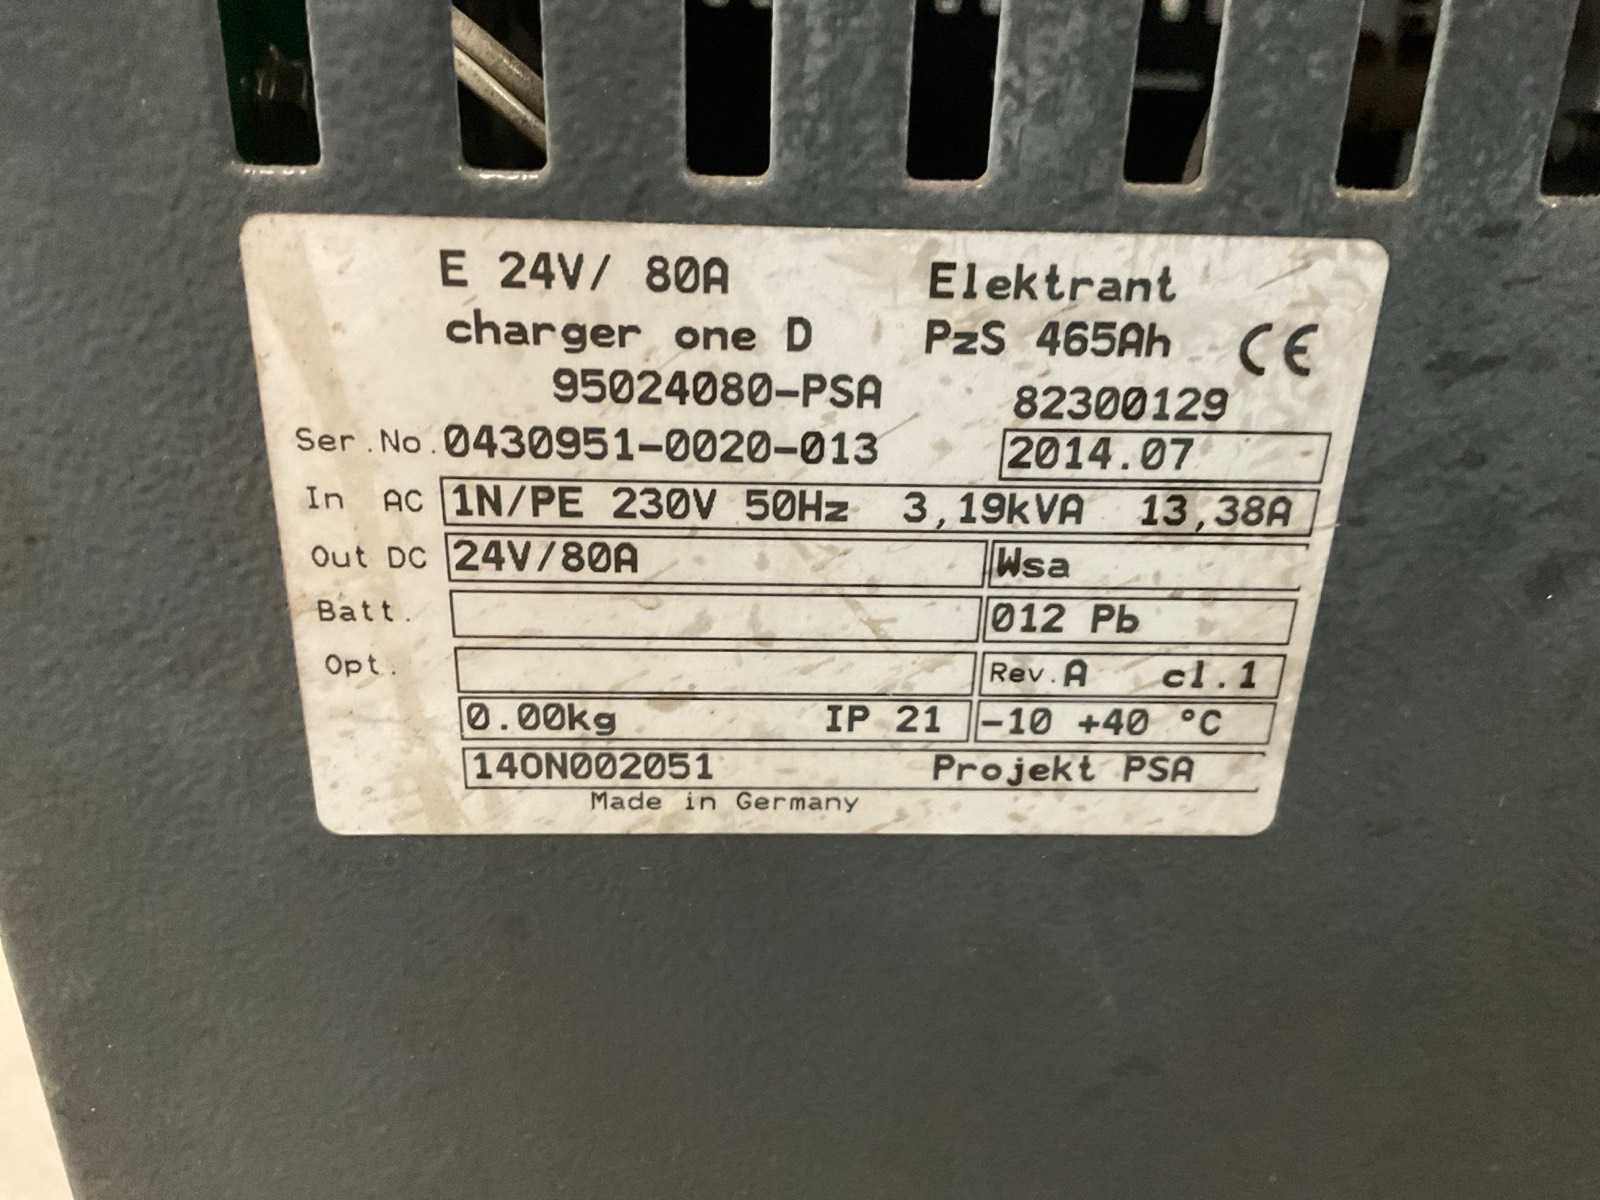 E 24V/ 80A Elektrant
charger one D PzS 465Ah CE
95024080-PSA 82300129
Ser.No. 0430951-0020-013 2014.07
In AC 1N/PE 230V 50Hz 3,19kVA 13,38A
Out DC 24V/80A Wsa
Batt. 012 Pb
Opt. Rev. A cl.1
0.00kg IP 21 -10 +40 °C
14ON002051 Projekt PSA
Made in Germany